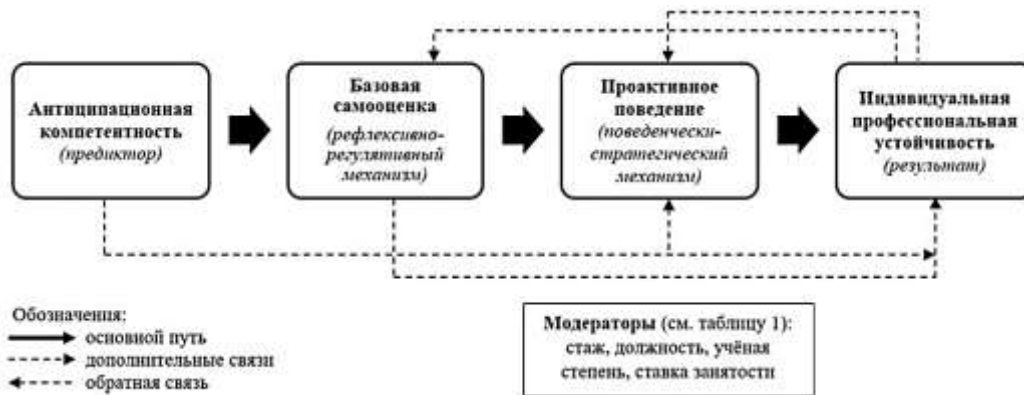 Антиципационная
компетентность
(предиктор)
Базовая
самооценка
(рефлексивно-
регулятивный
механизм)
Проактивное
поведение
(поведенчески-
стратегический
механизм)
Индивидуальная
профессиональная
устойчивость
(результат)
Обозначения:
основной путь
дополнительные связи
обратная связь
Модераторы (см. таблицу 1):
стаж, должность, учёная
степень, ставка занятости